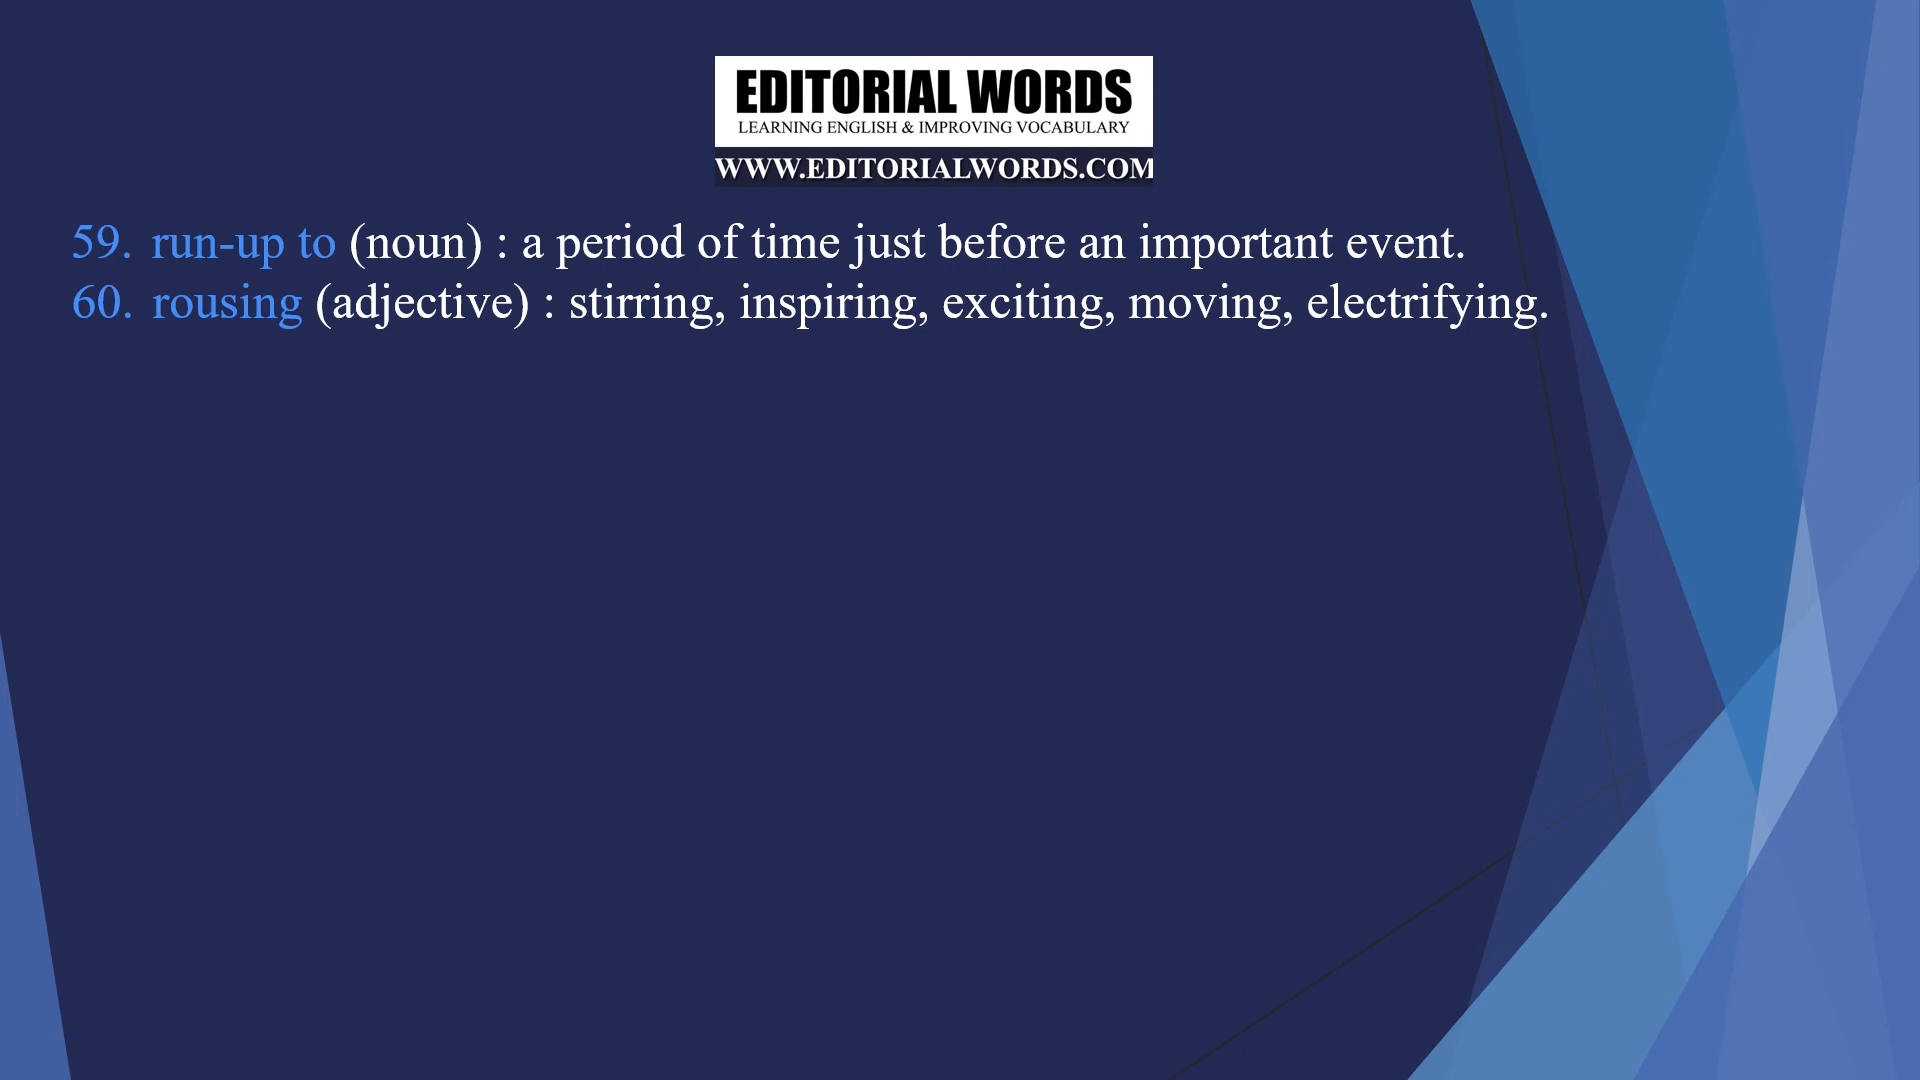 EDITORIAL WORDS
LEARNING ENGLISH & IMPROVING VOCABULARY
WWW.EDITORIALWORDS.COM
59. run-up to (noun) : a period of time just before an important event.
60. rousing (adjective) : stirring, inspiring, exciting, moving, electrifying.